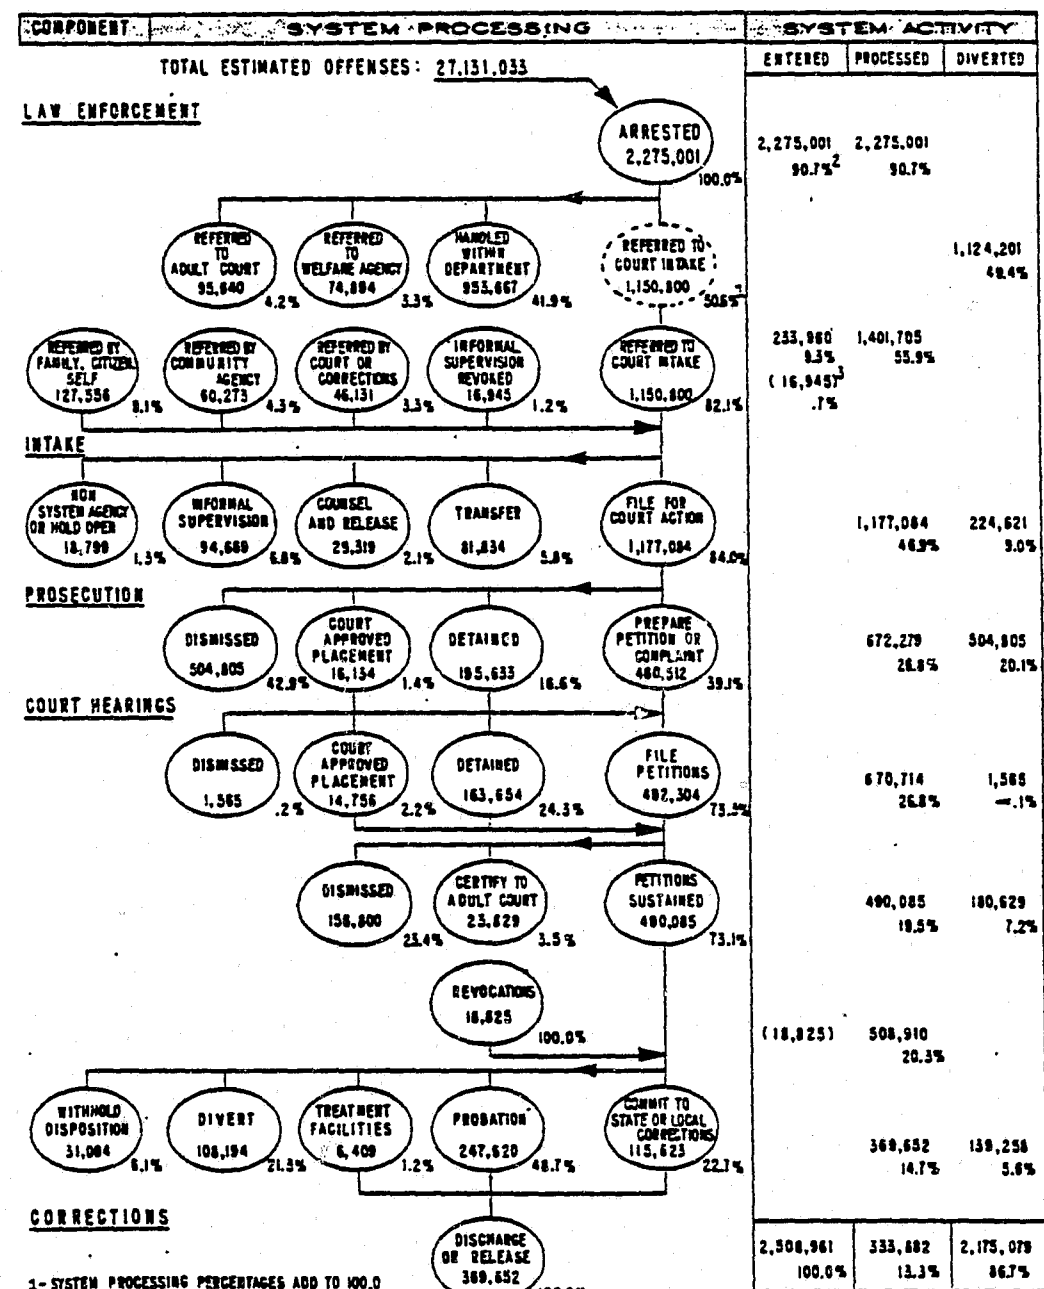 COMPONENT SYSTEM PROCESSING SYSTEM ACTIVITY
ENTERED PROCESSED DIVERTED
TOTAL ESTIMATED OFFENSES: 27,131,033
LAW ENFORCEMENT
ARRESTED
2,275,001
100.0%
2,275,001 2,275,001
90.7%2 90.7%
REFERRED
TO
ADULT COURT
95,640
4.2%
REFERRED
TO
WELFARE AGENCY
74,894
3.3%
HANDLED
WITHIN
DEPARTMENT
953,667
41.9%
REFERRED TO
COURT INTAKE
1,150,800
50.6%
1,124,201
49.4%
REFERRED BY
FAMILY, CITIZEN,
SELF
127,556
9.1%
REFERRED BY
COMMUNITY
AGENCY
60,273
4.3%
REFERRED BY
COURT OR
CORRECTIONS
46,131
3.3%
INFORMAL
SUPERVISION
REVOKED
16,945
1.2%
REFERRED TO
COURT INTAKE
1,150,800
82.1%
233,960 1,401,705
9.3% 55.9%
(16,945)3
.7%
INTAKE
NON
SYSTEM AGENCY
OR HOLD OPEN
18,799
1.3%
INFORMAL
SUPERVISION
94,669
6.8%
COUNSEL
AND RELEASE
29,319
2.1%
TRANSFER
81,834
5.8%
FILE FOR
COURT ACTION
1,177,084
84.0%
1,177,084 224,621
46.9% 9.0%
PROSECUTION
DISMISSED
504,805
42.9%
COURT
APPROVED
PLACEMENT
16,134
1.4%
DETAINED
195,633
16.6%
PREPARE
PETITION OR
COMPLAINT
460,512
39.1%
672,279 504,805
26.8% 20.1%
COURT HEARINGS
DISMISSED
1,565
.2%
COURT
APPROVED
PLACEMENT
14,756
2.2%
DETAINED
163,654
24.3%
FILE
PETITIONS
492,304
73.3%
670,714 1,565
26.8% .1%
DISMISSED
156,800
23.4%
CERTIFY TO
ADULT COURT
23,829
3.5%
PETITIONS
SUSTAINED
490,085
73.1%
490,085 180,629
19.5% 7.2%
REVOCATIONS
18,825
100.0%
(18,825) 508,910
20.3%
WITHHOLD
DISPOSITION
31,064
6.1%
DIVERT
108,194
21.3%
TREATMENT
FACILITIES
6,409
1.2%
PROBATION
247,620
48.7%
COMMIT TO
STATE OR LOCAL
CORRECTIONS
115,623
22.7%
369,652 139,258
14.7% 5.6%
CORRECTIONS
DISCHARGE
OR RELEASE
369,652
2,508,961 333,882 2,175,079
100.0% 13.3% 86.7%
1- SYSTEM PROCESSING PERCENTAGES ADD TO 100.0